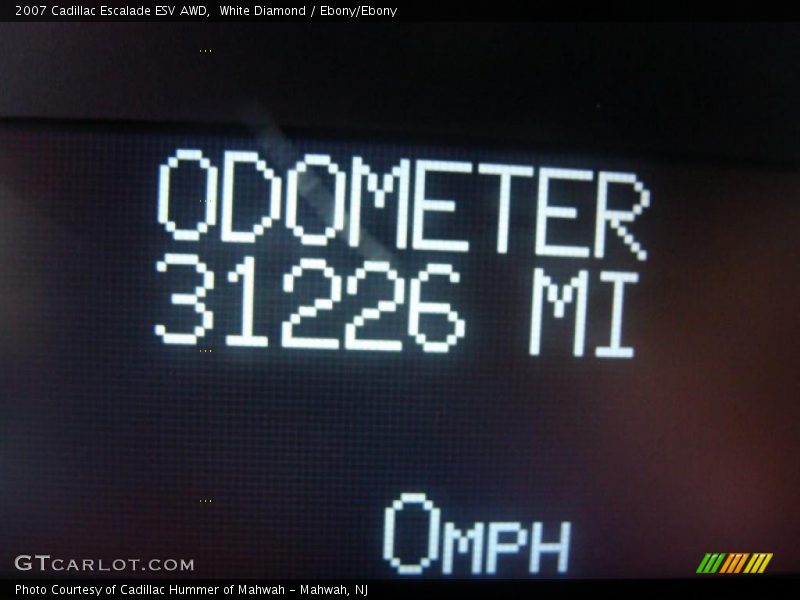 2007 Cadillac Escalade ESV AWD,  White Diamond / Ebony/Ebony
ODOMETER
31226 MI
0MPH
GTCARLOT.COM
Photo Courtesy of Cadillac Hummer of Mahwah - Mahwah, NJ